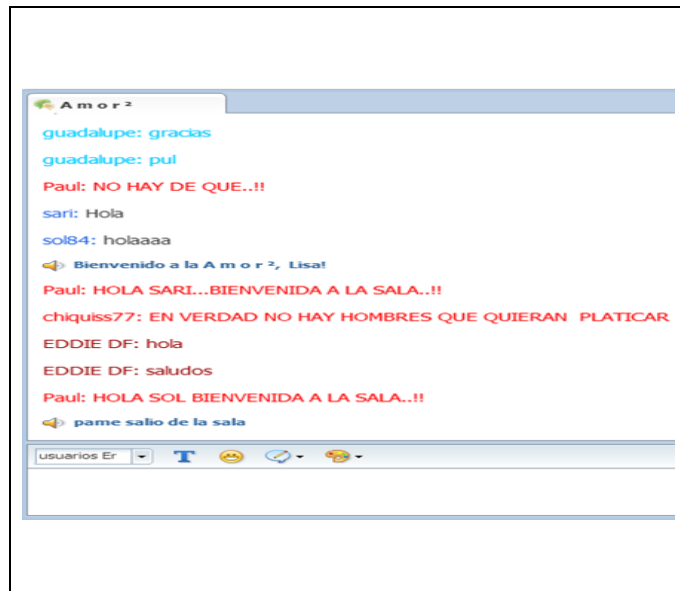 A m o r ²
guadalupe: gracias
guadalupe: pul
Paul: NO HAY DE QUE..!!
sari: Hola
sol84: holaaaa
Bienvenido a la A m o r ², Lisa!
Paul: HOLA SARI...BIENVENIDA A LA SALA..!!
chiquiss77: EN VERDAD NO HAY HOMBRES QUE QUIERAN PLATICAR
EDDIE DF: hola
EDDIE DF: saludos
Paul: HOLA SOL BIENVENIDA A LA SALA..!!
pame salio de la sala
usuarios Er T